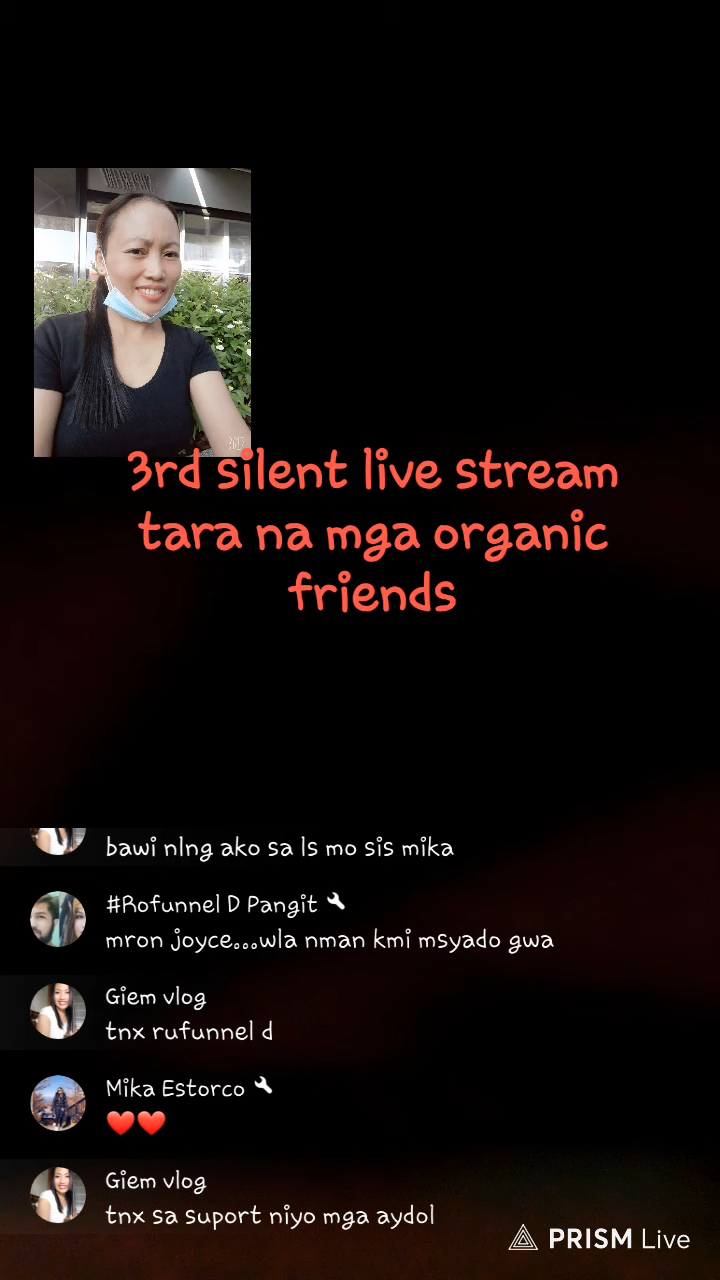 3rd silent live stream
tara na mga organic
friends
bawi nlng ako sa ls mo sis mika
#Rofunnel D Pangit
mron joyce...wla nman kmi msyado gwa
Giem vlog
tnx rufunnel d
Mika Estorco
❤️❤️
Giem vlog
tnx sa suport niyo mga aydol
PRISM Live